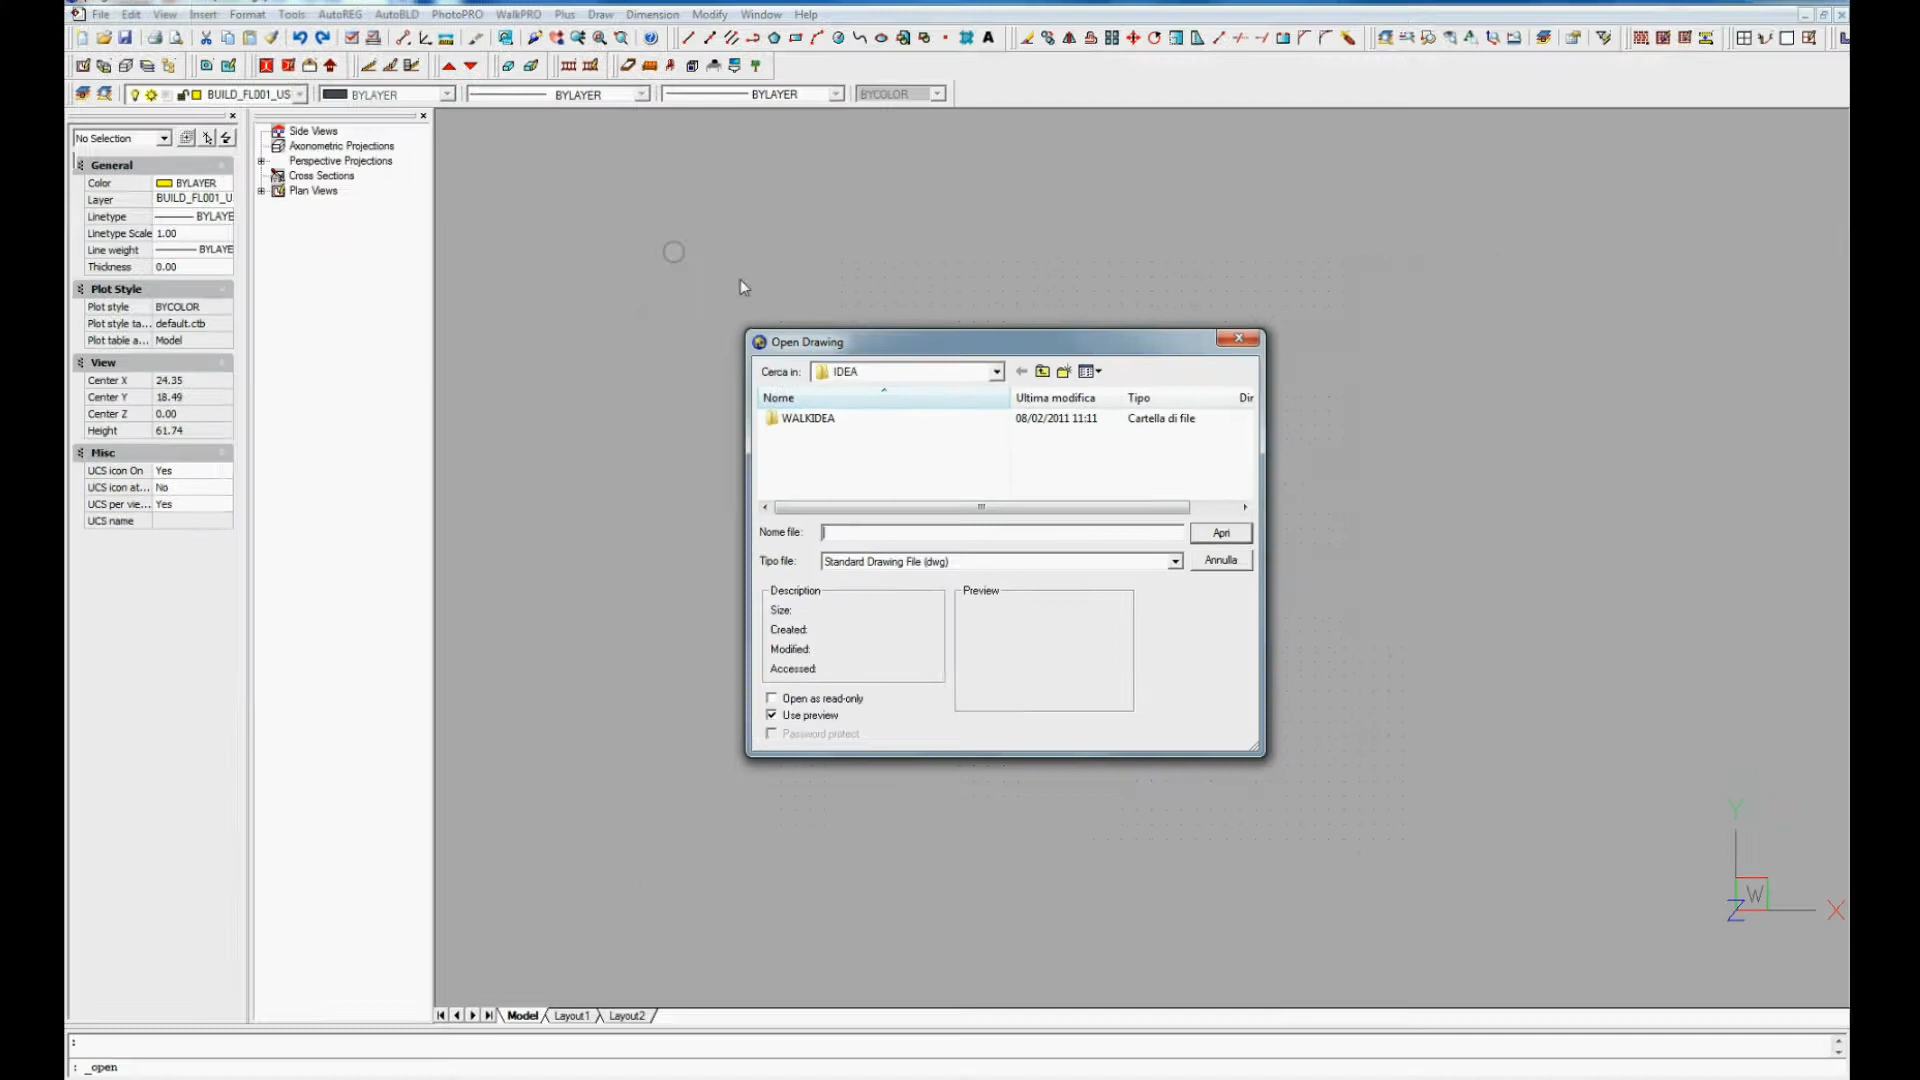 File Edit View Insert Format Tools AutoREG AutoBLD PhotoPRO WalkPRO Plus Draw Dimension Modify Window Help
A
BUILD_FL001_US BYLAYER BYLAYER BYLAYER BYCOLOR
No Selection
General
Color BYLAYER
Layer BUILD_FL001_U
Linetype BYLAYE
Linetype Scale 1.00
Line weight BYLAYE
Thickness 0.00
Plot Style
Plot style BYCOLOR
Plot style ta... default.ctb
Plot table a... Model
View
Center X 24.35
Center Y 18.49
Center Z 0.00
Height 61.74
Misc
UCS icon On Yes
UCS icon at... No
UCS per vie... Yes
UCS name
Side Views
Axonometric Projections
Perspective Projections
Cross Sections
Plan Views
Open Drawing
Cerca in: IDEA
Nome Ultima modifica Tipo Dir
WALKIDEA 08/02/2011 11:11 Cartella di file
Nome file: Apri
Tipo file: Standard Drawing File (dwg) Annulla
Description Preview
Size:
Created:
Modified:
Accessed:
Open as read-only
Use preview
Password protect
Y
W
Z X
Model Layout1 Layout2
:
: _open